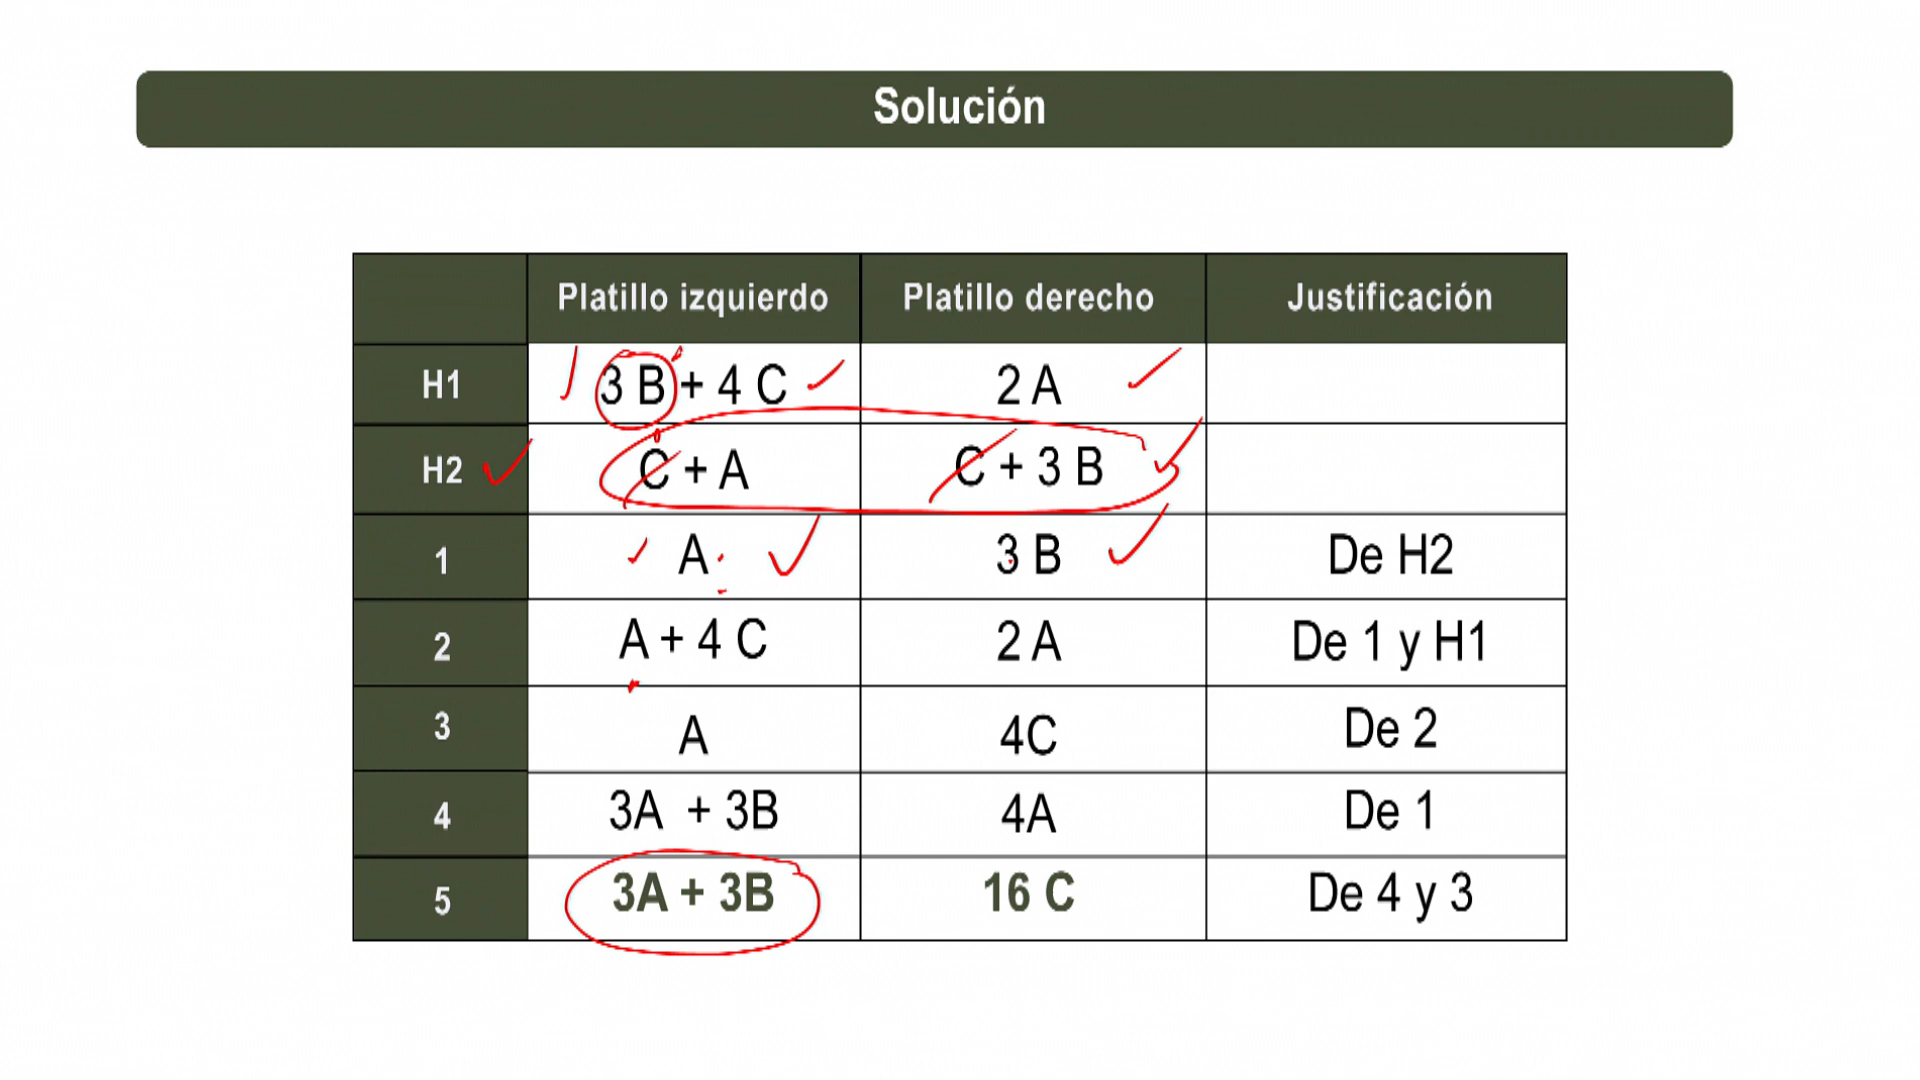 Solución
Platillo izquierdo Platillo derecho Justificación
H1 3 B + 4 C 2 A
H2 C + A C + 3 B
1 A 3 B De H2
2 A + 4 C 2 A De 1 y H1
3 A 4C De 2
4 3A + 3B 4A De 1
5 3A + 3B 16 C De 4 y 3